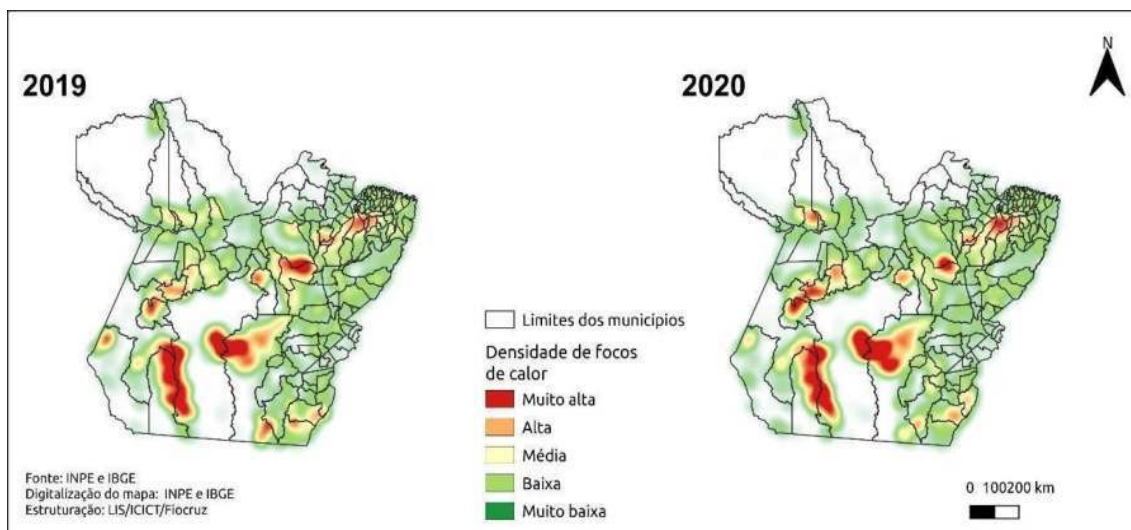 2019
2020
N
Limites dos municípios
Densidade de focos
de calor
Muito alta
Alta
Média
Baixa
Muito baixa
Fonte: INPE e IBGE
Digitalização do mapa: INPE e IBGE
Estruturação: LIS/ICICT/Fiocruz
0 100200 km